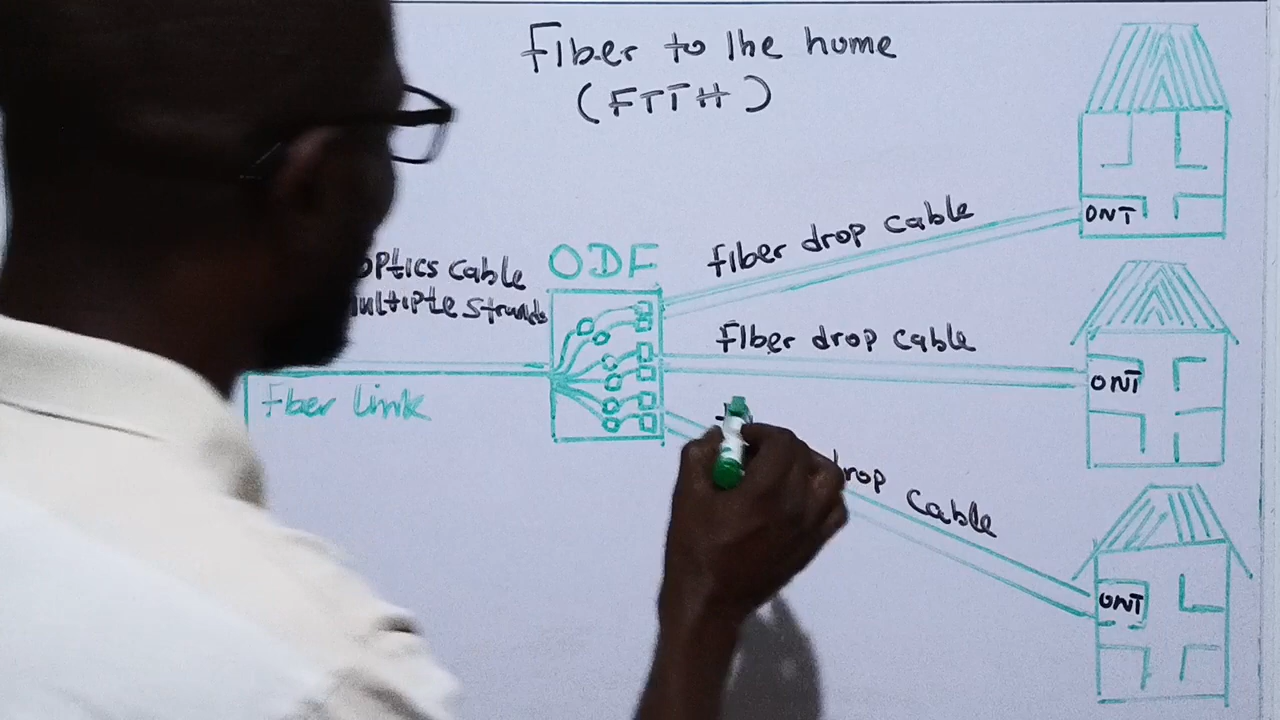 Fiber to the home
(FTTH)
optics cable
multiple strands
ODF
Fiber link
fiber drop cable
Fiber drop cable
drop cable
ONT
ONT
ONT